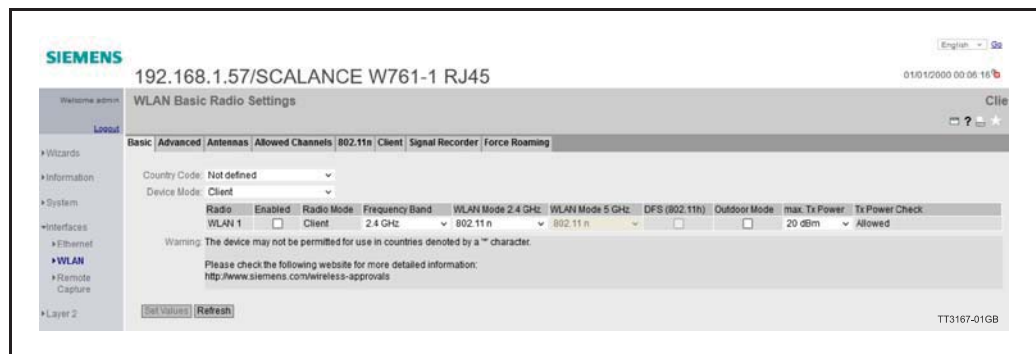 SIEMENS
English Go
192.168.1.57/SCALANCE W761-1 RJ45
01/01/2000 00:06:16
Welcome admin
Logout
WLAN Basic Radio Settings
Clie
?
Basic Advanced Antennas Allowed Channels 802.11n Client Signal Recorder Force Roaming
Wizards
Information
System
Interfaces
Ethernet
WLAN
Remote
Capture
Layer 2
Country Code: Not defined
Device Mode: Client
Radio Enabled Radio Mode Frequency Band WLAN Mode 2.4 GHz WLAN Mode 5 GHz DFS (802.11h) Outdoor Mode max. Tx Power Tx Power Check
WLAN 1 Client 2.4 GHz 802.11 n 802.11 n 20 dBm Allowed
Warning: The device may not be permitted for use in countries denoted by a '*' character.
Please check the following website for more detailed information:
http://www.siemens.com/wireless-approvals
Set Values Refresh
TT3167-01GB